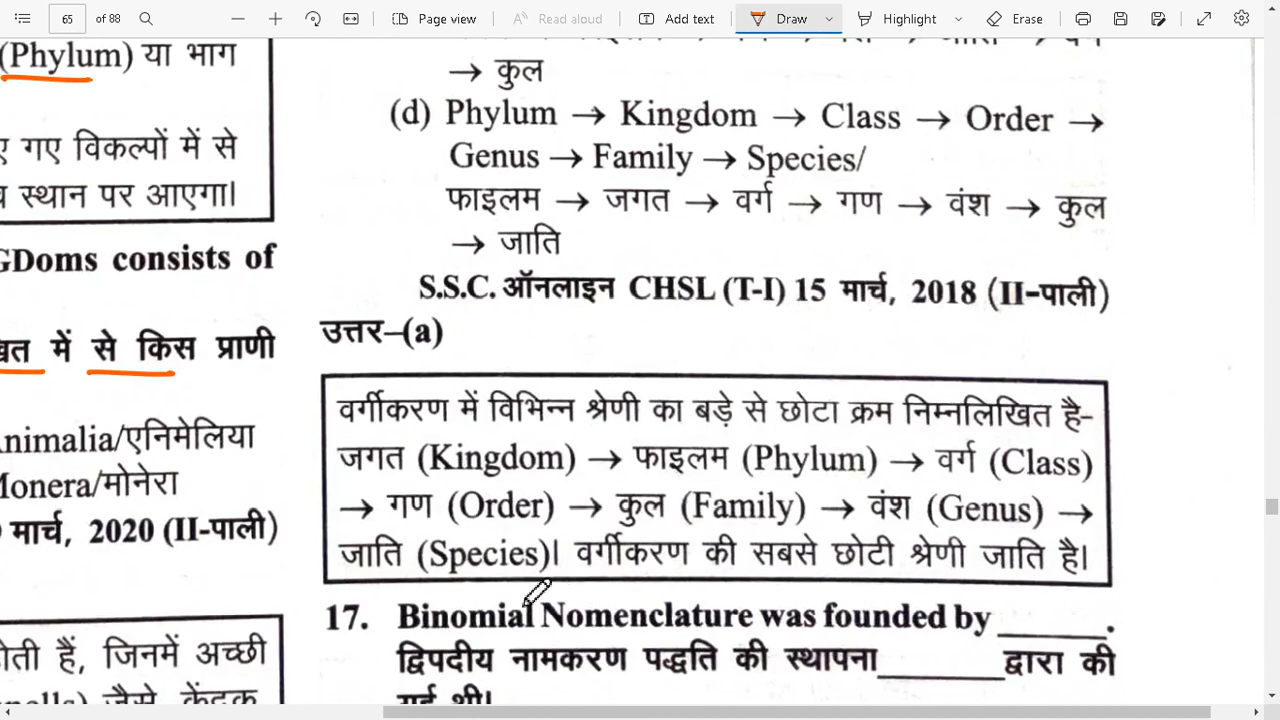 65 of 88 Page view Read aloud Add text Draw Highlight Erase
(Phylum) या भाग
गए विकल्पों में से
स्थान पर आएगा।
GDoms consists of
में से किस प्राणी
nimalia/एनिमेलिया
Monera/मोनेरा
मार्च, 2020 (II-पाली)
होती हैं, जिनमें अच्छी
→ कुल
(d) Phylum → Kingdom → Class → Order →
Genus → Family → Species/
फाइलम → जगत → वर्ग → गण → वंश → कुल
→ जाति
S.S.C. ऑनलाइन CHSL (T-I) 15 मार्च, 2018 (II-पाली)
उत्तर–(a)
वर्गीकरण में विभिन्न श्रेणी का बड़े से छोटा क्रम निम्नलिखित है–
जगत (Kingdom) → फाइलम (Phylum) → वर्ग (Class)
→ गण (Order) → कुल (Family) → वंश (Genus) →
जाति (Species)। वर्गीकरण की सबसे छोटी श्रेणी जाति है।
17. Binomial Nomenclature was founded by ______.
द्विपदीय नामकरण पद्धति की स्थापना_______द्वारा की
गई थी।